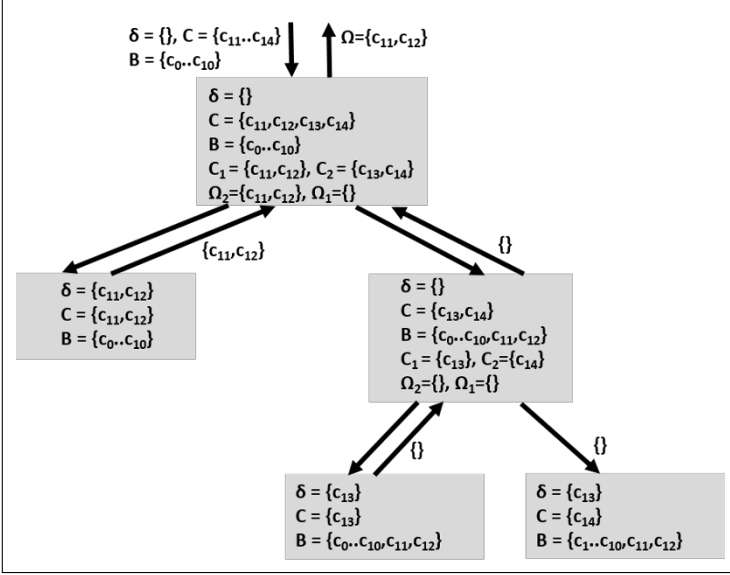 δ = {}, C = {c₁₁..c₁₄}
B = {c₀..c₁₀}
Ω={c₁₁,c₁₂}
δ = {}
C = {c₁₁,c₁₂,c₁₃,c₁₄}
B = {c₀..c₁₀}
C₁ = {c₁₁,c₁₂}, C₂ = {c₁₃,c₁₄}
Ω₂={c₁₁,c₁₂}, Ω₁={}
{c₁₁,c₁₂}
{}
δ = {c₁₁,c₁₂}
C = {c₁₁,c₁₂}
B = {c₀..c₁₀}
δ = {}
C = {c₁₃,c₁₄}
B = {c₀..c₁₀,c₁₁,c₁₂}
C₁ = {c₁₃}, C₂={c₁₄}
Ω₂={}, Ω₁={}
{}
{}
δ = {c₁₃}
C = {c₁₃}
B = {c₀..c₁₀,c₁₁,c₁₂}
δ = {c₁₃}
C = {c₁₄}
B = {c₁..c₁₀,c₁₁,c₁₂}